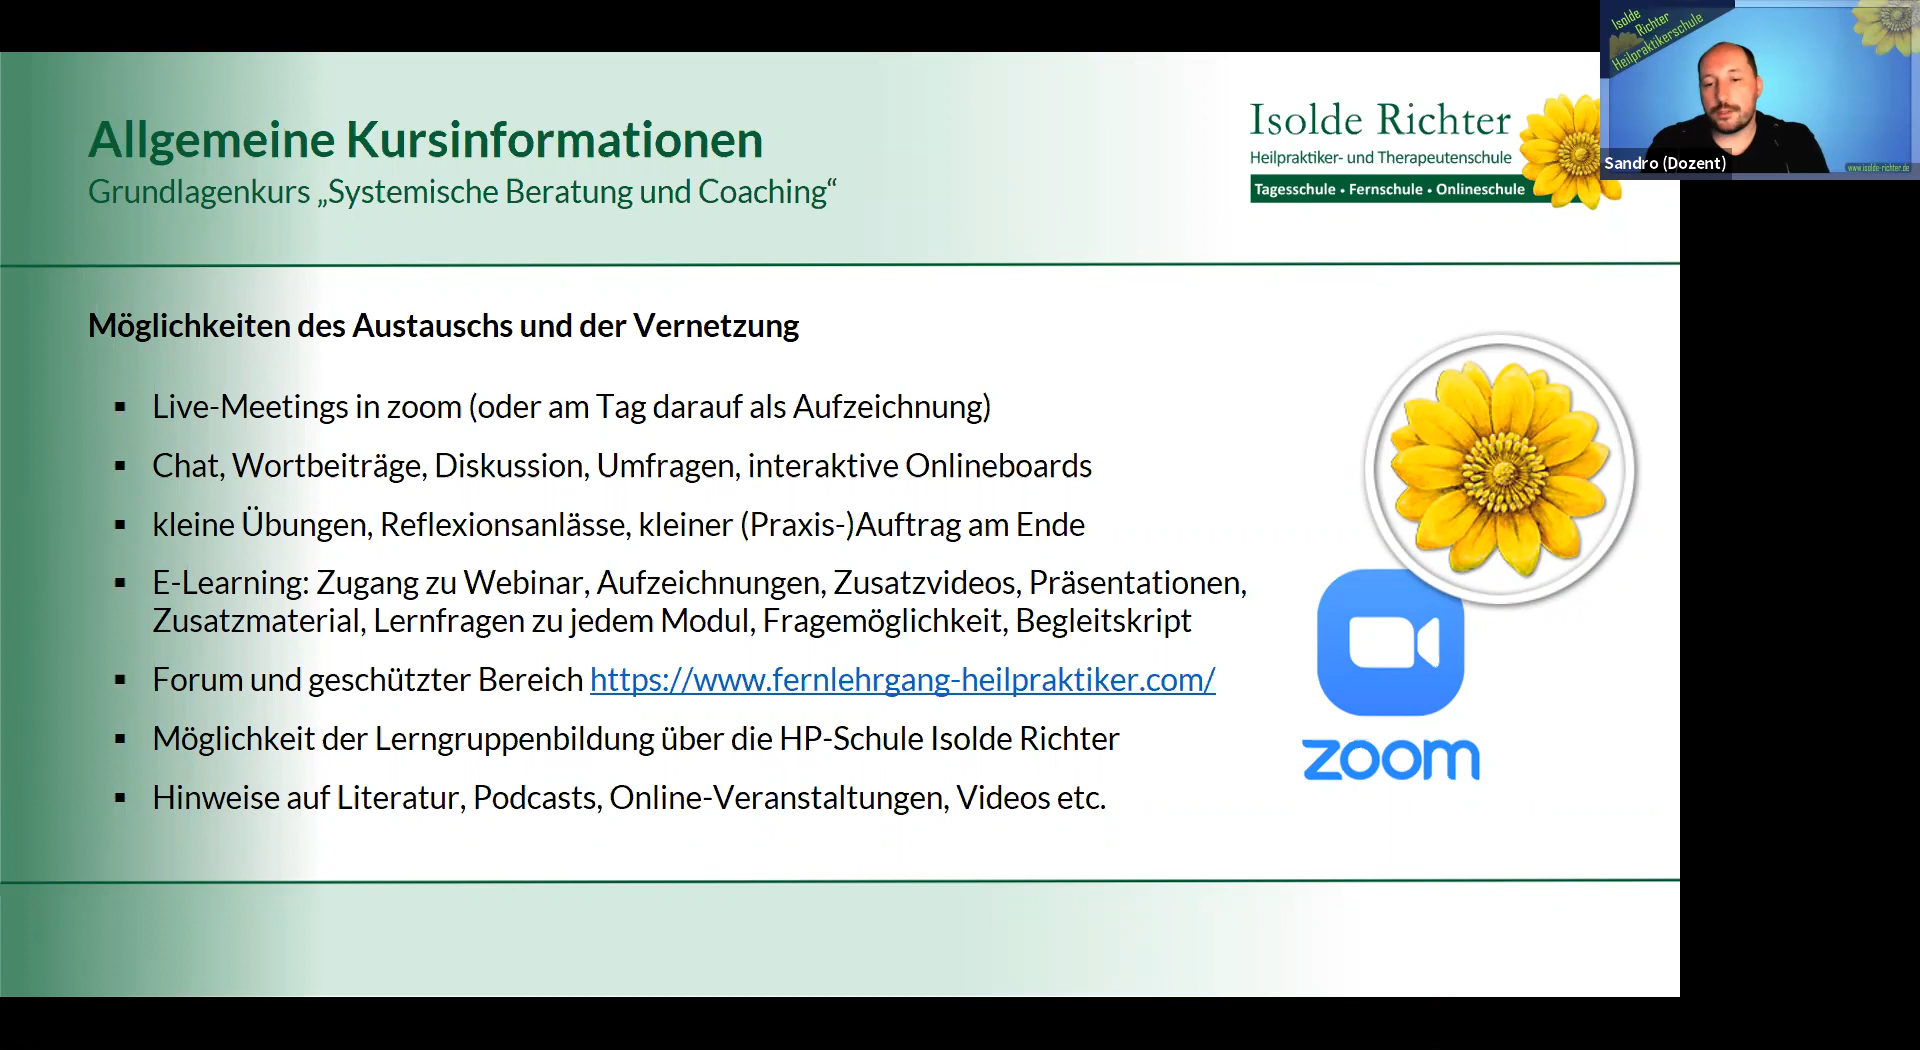 Allgemeine Kursinformationen
Grundlagenkurs „Systemische Beratung und Coaching“
Isolde Richter
Heilpraktiker- und Therapeutenschule
Tagesschule • Fernschule • Onlineschule
Isolde
Richter
Heilpraktikerschule
Sandro (Dozent)
www.isolde-richter.de
Möglichkeiten des Austauschs und der Vernetzung
▪ Live-Meetings in zoom (oder am Tag darauf als Aufzeichnung)
▪ Chat, Wortbeiträge, Diskussion, Umfragen, interaktive Onlineboards
▪ kleine Übungen, Reflexionsanlässe, kleiner (Praxis-)Auftrag am Ende
▪ E-Learning: Zugang zu Webinar, Aufzeichnungen, Zusatzvideos, Präsentationen,
Zusatzmaterial, Lernfragen zu jedem Modul, Fragemöglichkeit, Begleitskript
▪ Forum und geschützter Bereich https://www.fernlehrgang-heilpraktiker.com/
▪ Möglichkeit der Lerngruppenbildung über die HP-Schule Isolde Richter
▪ Hinweise auf Literatur, Podcasts, Online-Veranstaltungen, Videos etc.
zoom